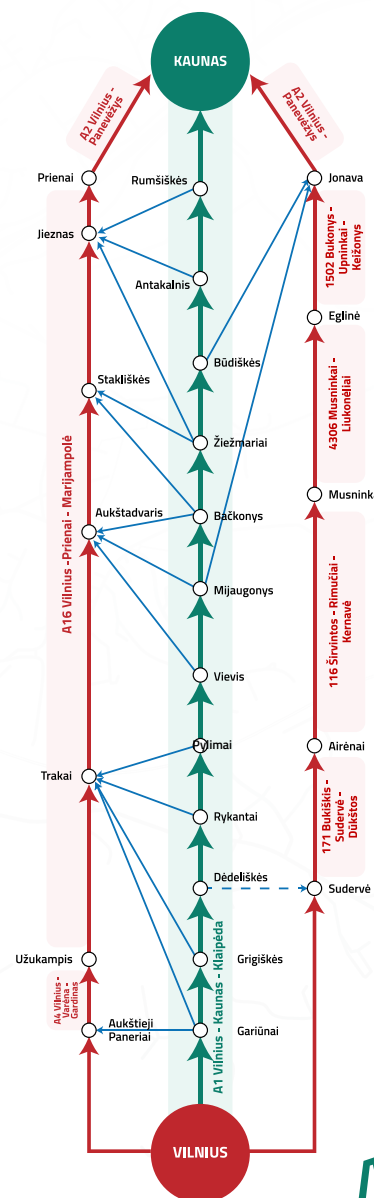 KAUNAS
A2 Vilnius -
Panevėžys
A2 Vilnius -
Panevėžys
Prienai
Rumšiškės
Jonava
Jieznas
1502 Bukonys -
Upninkai -
Keižonys
Antakalnis
Eglinė
Būdiškės
4306 Musninkai -
Liukonėliai
Stakliškės
Žiežmariai
Musninka
Aukštadvaris
Bačkonys
A16 Vilnius -Prienai - Marijampolė
Mijaugonys
116 Širvintos - Rimučiai -
Kernavė
Vievis
Pylimai
Airėnai
Trakai
Rykantai
171 Bukiškis -
Sudervė -
Dūkštos
Dėdeliškės
Sudervė
Užukampis
Grigiškės
A4 Vilnius -
Varėna -
Gardinas
A1 Vilnius - Kaunas - Klaipėda
Aukštieji
Paneriai
Gariūnai
VILNIUS